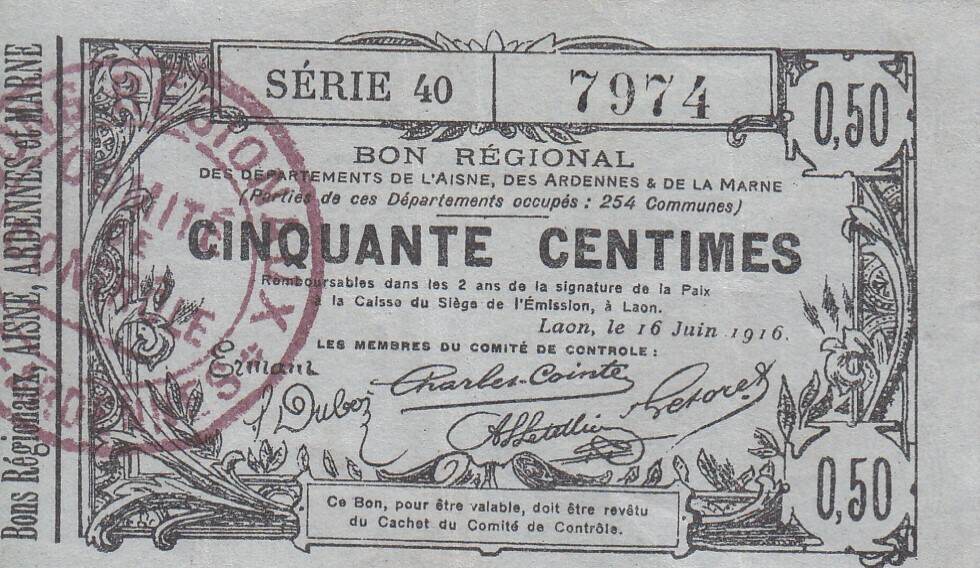 SÉRIE 40
7974
0,50
BON RÉGIONAL
DES DÉPARTEMENTS DE L'AISNE, DES ARDENNES & DE LA MARNE
(Parties de ces Départements occupés : 254 Communes)
CINQUANTE CENTIMES
Remboursables dans les 2 ans de la signature de la Paix
à la Caisse du Siège de l'Émission, à Laon.
Laon, le 16 Juin 1916.
LES MEMBRES DU COMITÉ DE CONTROLE :
Ermant
Charles-Cointe
Letellier
0,50
Ce Bon, pour être valable, doit être revêtu
du Cachet du Comité de Contrôle.
Bons Régionaux, AISNE, ARDENNES et MARNE